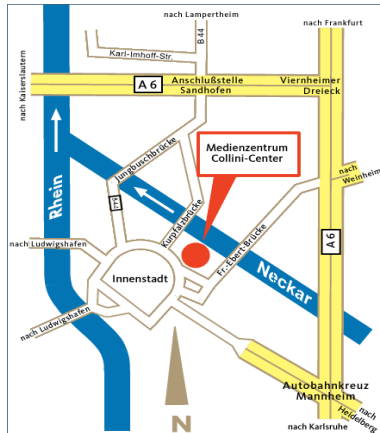 nach Lampertheim
nach Frankfurt
B 44
Karl-Imhoff-Str.
nach Kaiserslautern
A 6
Anschlußstelle
Sandhofen
Viernheimer
Dreieck
Jungbuschbrücke
Medienzentrum
Collini-Center
nach
Weinheim
Rhein
B44
Kurpfalzbrücke
Fr.-Ebert-Brücke
A 6
nach
Ludwigshafen
Innenstadt
Neckar
nach Ludwigshafen
Autobahnkreuz
Mannheim
nach
Heidelberg
N
nach Karlsruhe